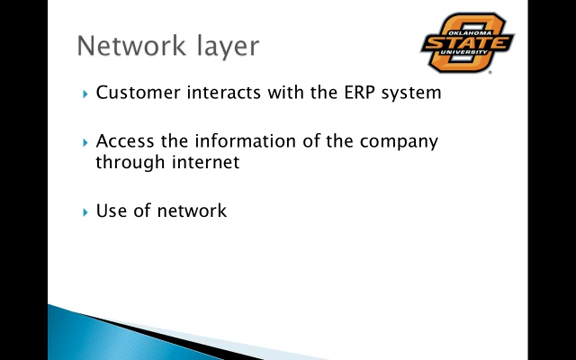 Network layer
OKLAHOMA
STATE
UNIVERSITY
Customer interacts with the ERP system
Access the information of the company
through internet
Use of network